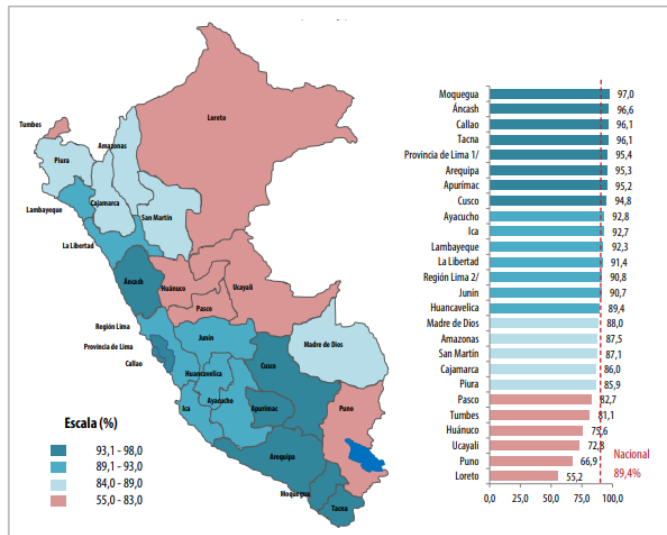 Loreto
Tumbes
Amazonas
Piura
Lambayeque
Cajamarca
San Martín
La Libertad
Áncash
Huánuco
Ucayali
Pasco
Región Lima
Provincia de Lima
Callao
Junín
Madre de Dios
Huancavelica
Cusco
Ica
Ayacucho
Apurímac
Puno
Arequipa
Moquegua
Tacna
Escala (%)
93,1 - 98,0
89,1 - 93,0
84,0 - 89,0
55,0 - 83,0
Moquegua 97,0
Áncash 96,6
Callao 96,1
Tacna 96,1
Provincia de Lima 1/ 95,4
Arequipa 95,3
Apurímac 95,2
Cusco 94,8
Ayacucho 92,8
Ica 92,7
Lambayeque 92,3
La Libertad 91,4
Región Lima 2/ 90,8
Junín 90,7
Huancavelica 89,4
Madre de Dios 88,0
Amazonas 87,5
San Martín 87,1
Cajamarca 86,0
Piura 85,9
Pasco 82,7
Tumbes 81,1
Huánuco 75,6
Ucayali 72,8
Puno 66,9
Loreto 55,2
Nacional
89,4%
0,0 20,0 40,0 60,0 80,0 100,0